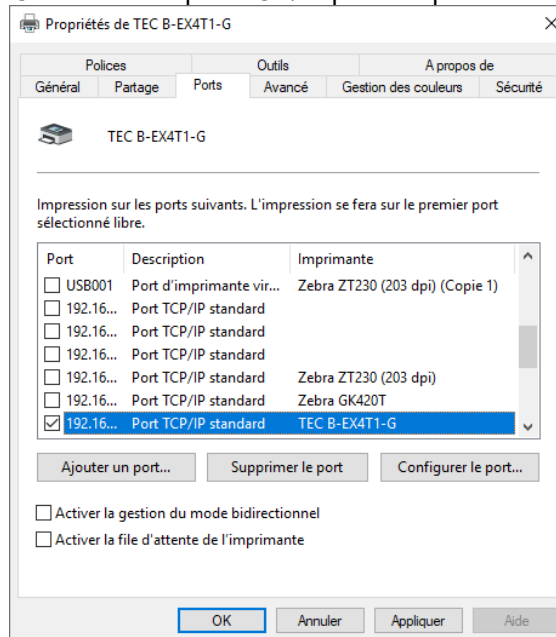 Propriétés de TEC B-EX4T1-G
Polices Outils A propos de
Général Partage Ports Avancé Gestion des couleurs Sécurité
TEC B-EX4T1-G
Impression sur les ports suivants. L'impression se fera sur le premier port
sélectionné libre.
Port Description Imprimante
USB001 Port d'imprimante vir... Zebra ZT230 (203 dpi) (Copie 1)
192.16... Port TCP/IP standard
192.16... Port TCP/IP standard
192.16... Port TCP/IP standard
192.16... Port TCP/IP standard Zebra ZT230 (203 dpi)
192.16... Port TCP/IP standard Zebra GK420T
192.16... Port TCP/IP standard TEC B-EX4T1-G
Ajouter un port... Supprimer le port Configurer le port...
Activer la gestion du mode bidirectionnel
Activer la file d'attente de l'imprimante
OK Annuler Appliquer Aide